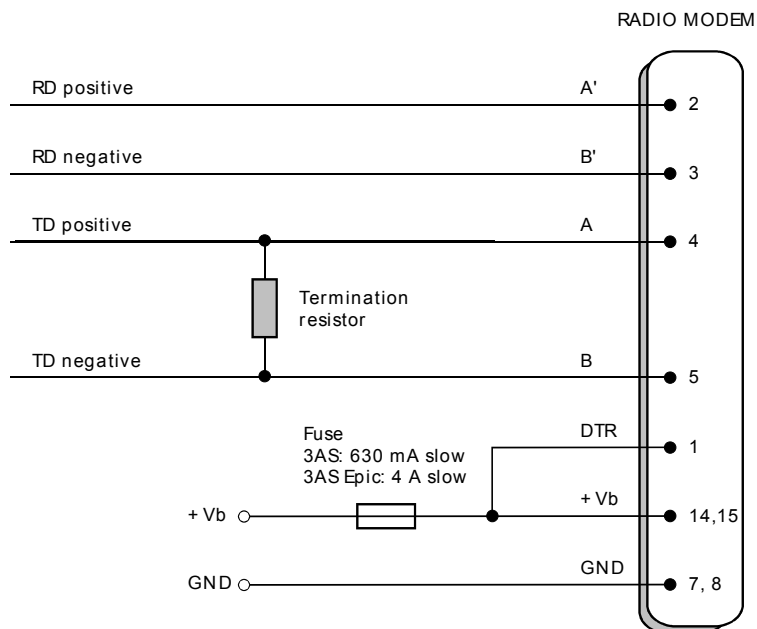 RADIO MODEM
RD positive A' 2
RD negative B' 3
TD positive A 4
Termination
resistor
TD negative B 5
Fuse
3AS: 630 mA slow
3AS Epic: 4 A slow
DTR 1
+ Vb + Vb 14,15
GND GND 7, 8